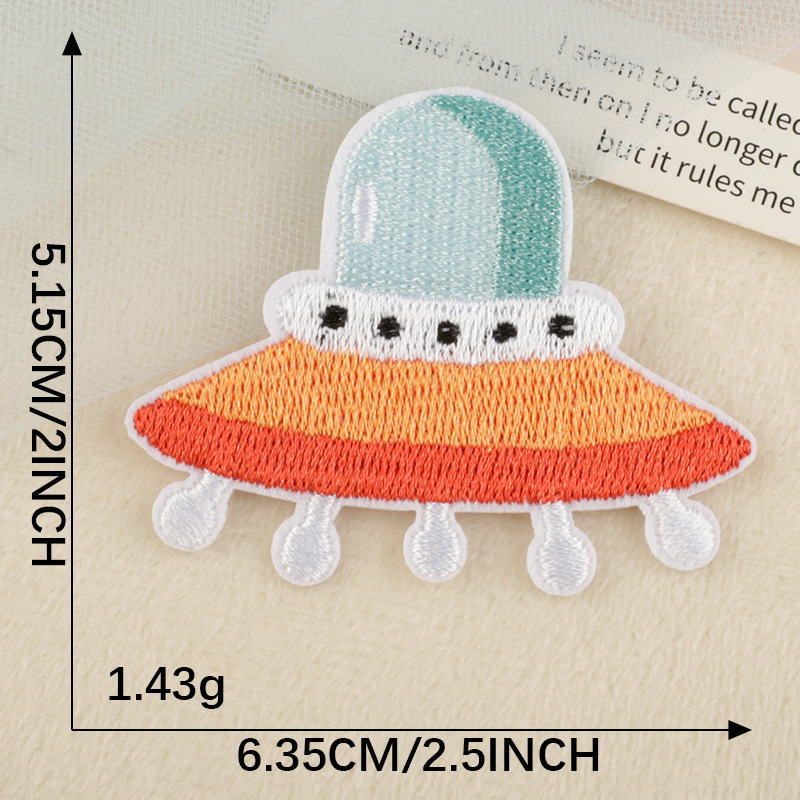 I seem to be called
and from then on I no longer
but it rules me
5.15CM/2INCH
1.43g
6.35CM/2.5INCH